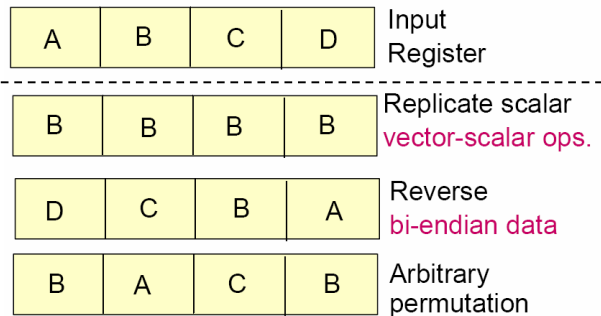 A B C D Input
Register
B B B B Replicate scalar
vector-scalar ops.
D C B A Reverse
bi-endian data
B A C B Arbitrary
permutation